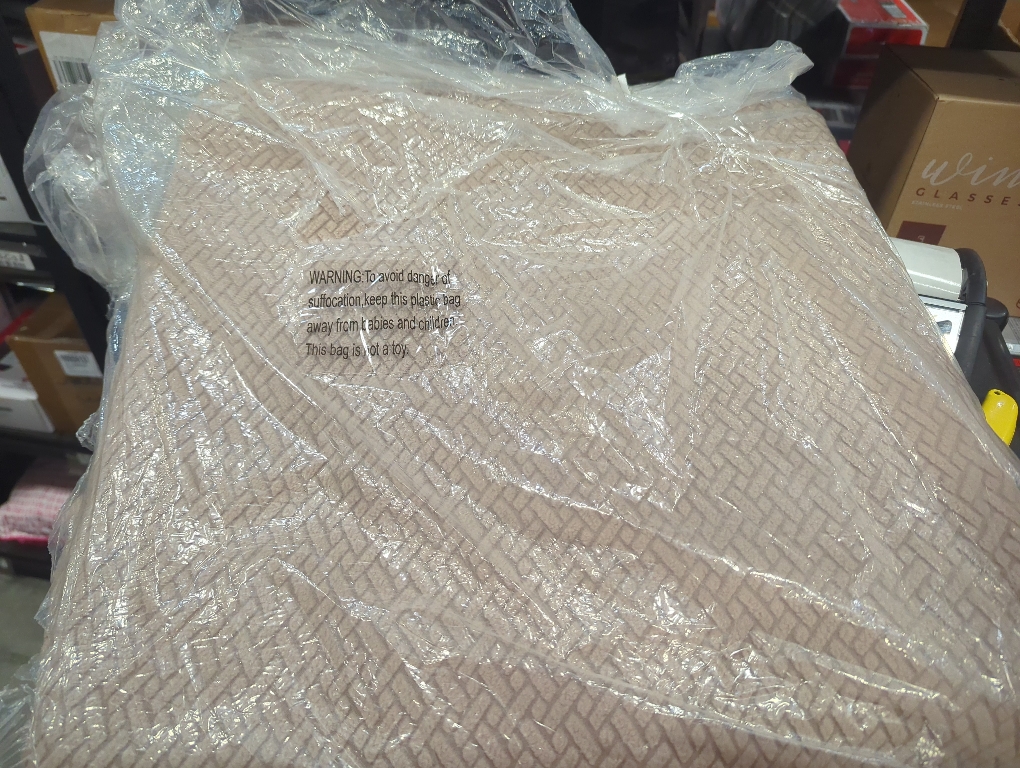 WARNING:To avoid danger of
suffocation,keep this plastic bag
away from babies and children
This bag is not a toy.
GLASSES